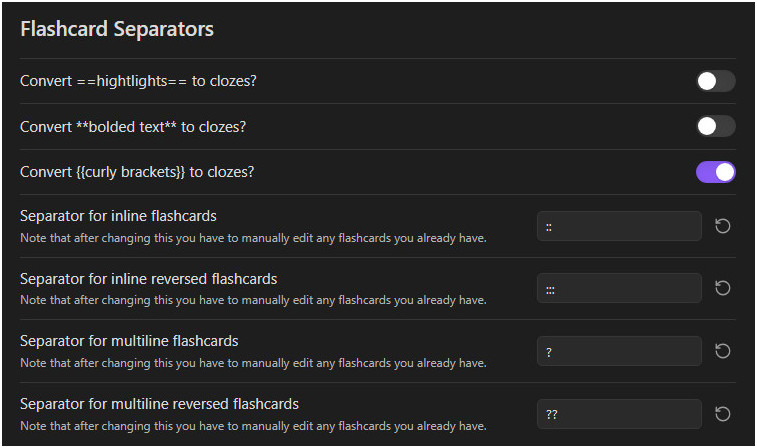 Flashcard Separators
Convert ==hightlights== to clozes?
Convert **bolded text** to clozes?
Convert {{curly brackets}} to clozes?
Separator for inline flashcards
Note that after changing this you have to manually edit any flashcards you already have.
::
Separator for inline reversed flashcards
Note that after changing this you have to manually edit any flashcards you already have.
:::
Separator for multiline flashcards
Note that after changing this you have to manually edit any flashcards you already have.
?
Separator for multiline reversed flashcards
Note that after changing this you have to manually edit any flashcards you already have.
??